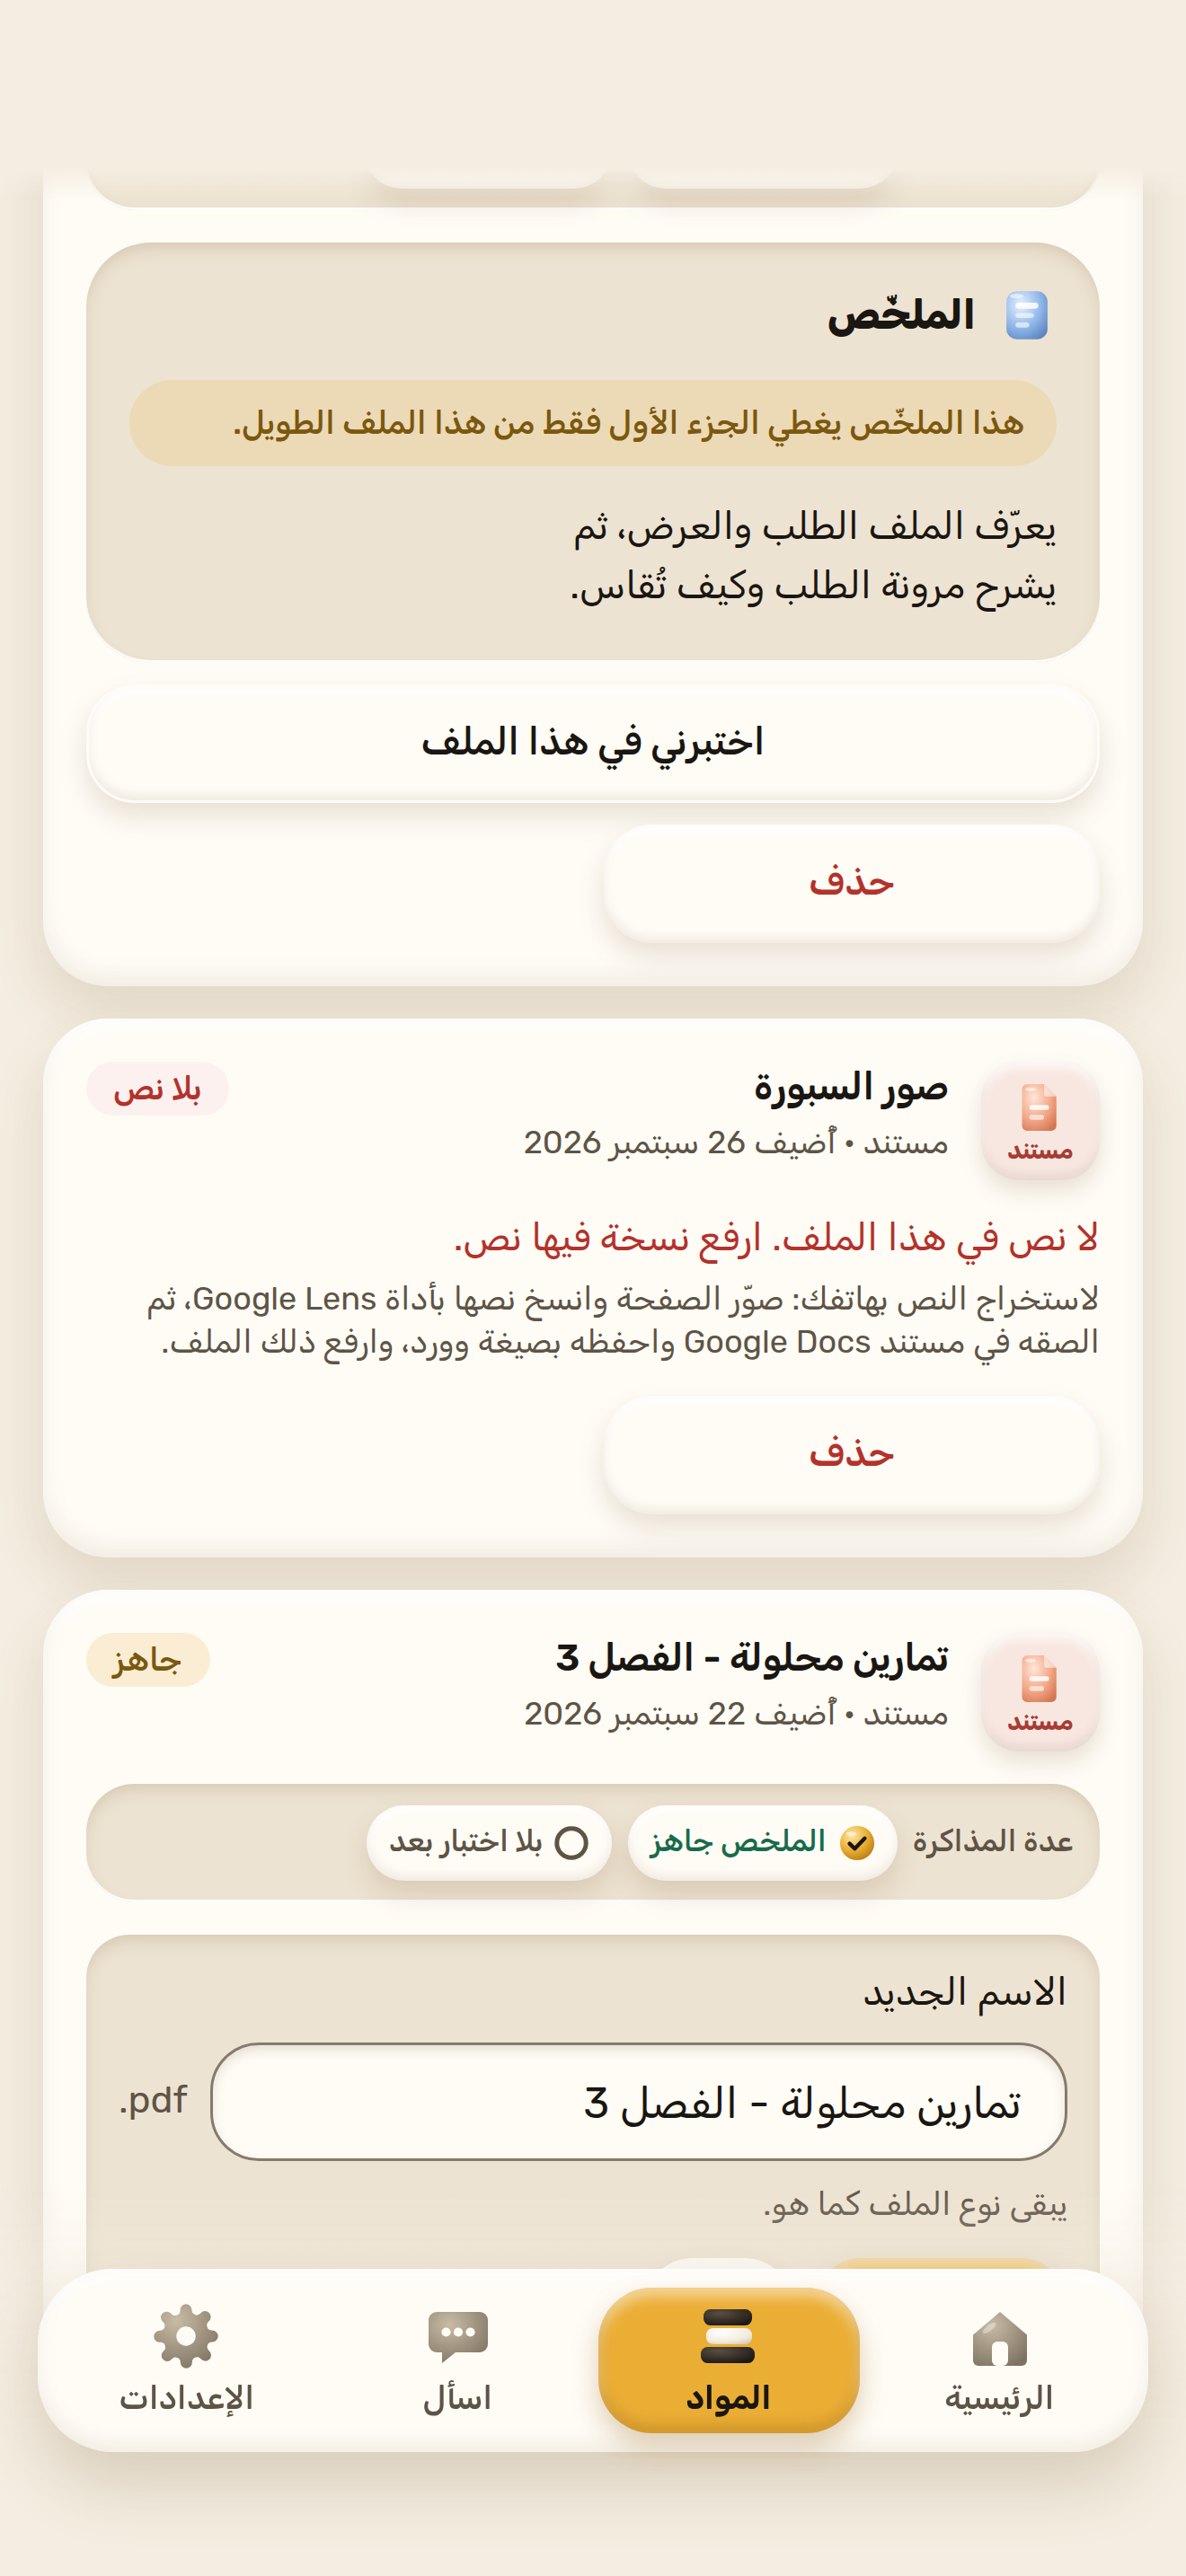 الملخّص
هذا الملخّص يغطي الجزء الأول فقط من هذا الملف الطويل.
يعرّف الملف الطلب والعرض، ثم
يشرح مرونة الطلب وكيف تُقاس.
اختبرني في هذا الملف
حذف
صور السبورة
بلا نص
مستند • أضيف 26 سبتمبر 2026
مستند
لا نص في هذا الملف. ارفع نسخة فيها نص.
لاستخراج النص بهاتفك: صوّر الصفحة وانسخ نصها بأداة Google Lens، ثم
الصقه في مستند Google Docs واحفظه بصيغة وورد، وارفع ذلك الملف.
حذف
تمارين محلولة - الفصل 3
جاهز
مستند • أضيف 22 سبتمبر 2026
مستند
عدة المذاكرة
الملخص جاهز
بلا اختبار بعد
الاسم الجديد
تمارين محلولة - الفصل 3
.pdf
يبقى نوع الملف كما هو.
الرئيسية
المواد
اسأل
الإعدادات